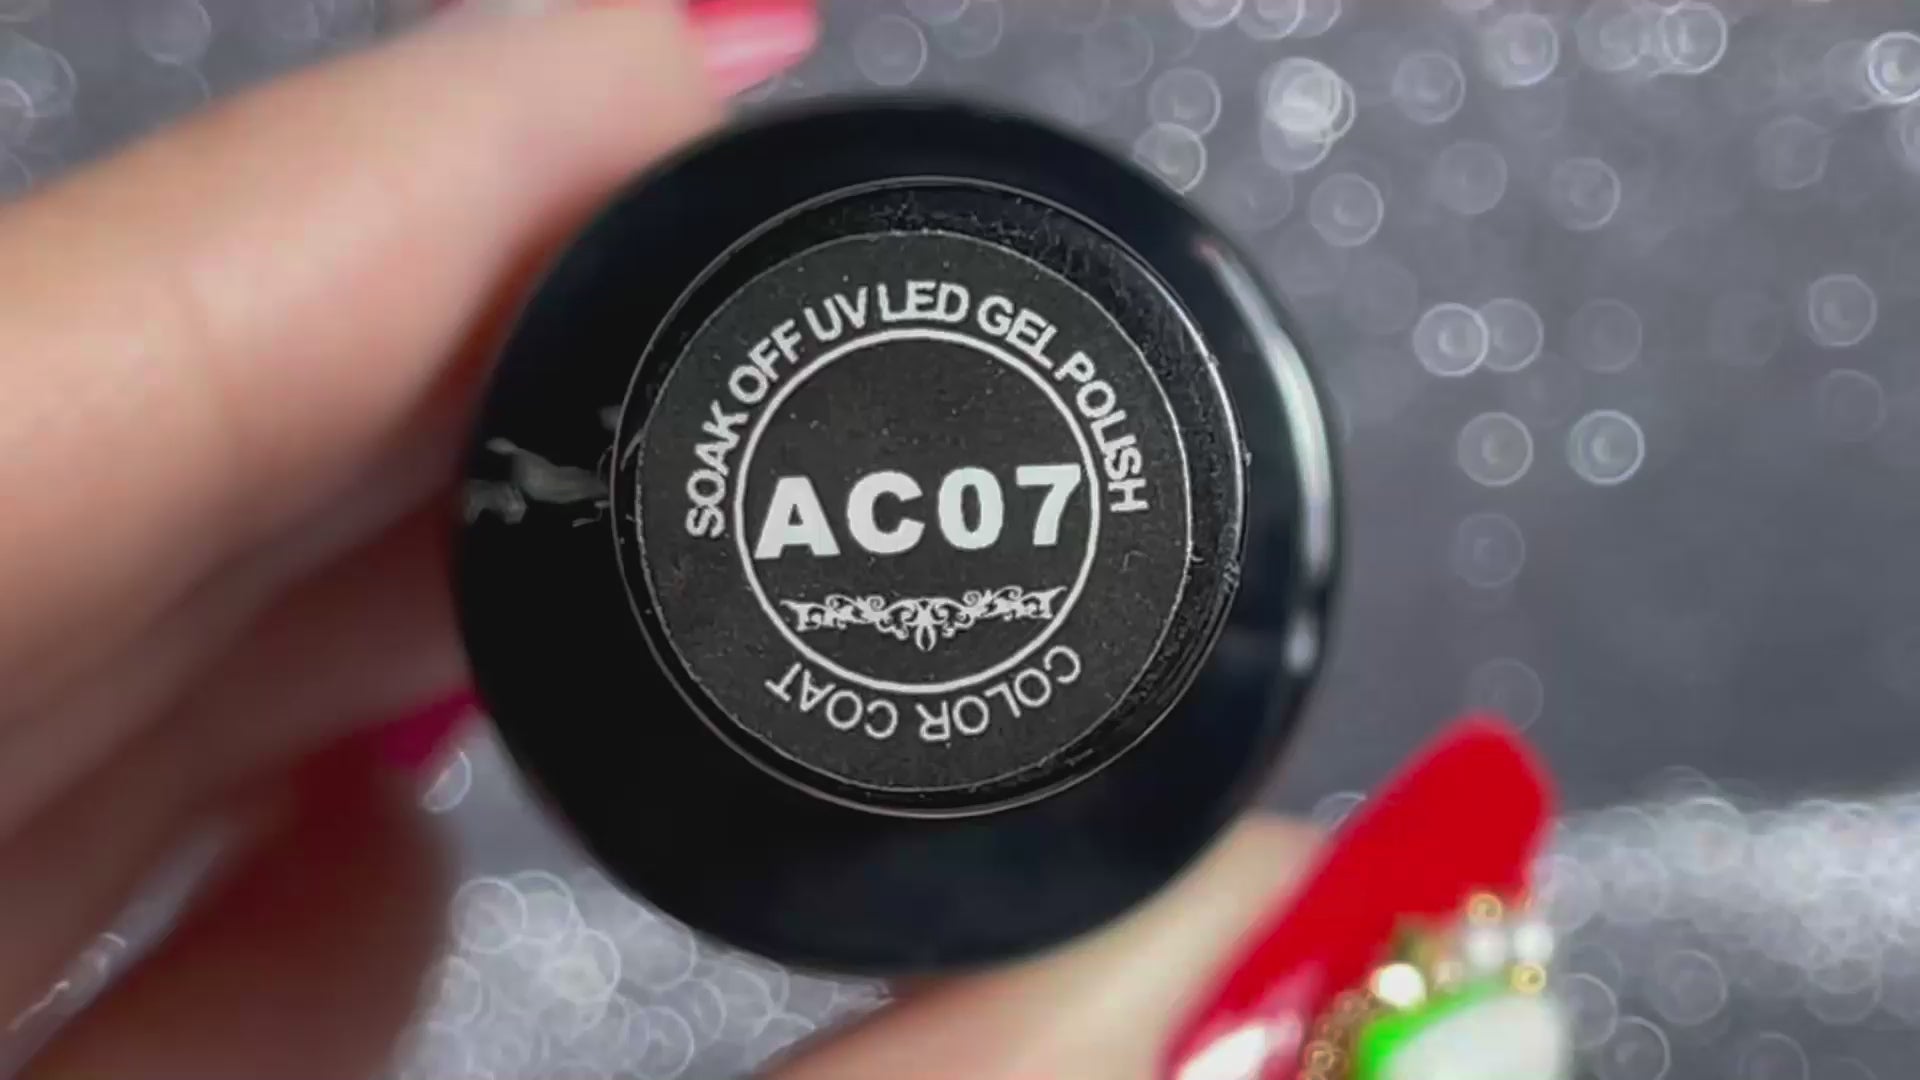 SOAK OFF UV LED GEL POLISH
AC07
COLOR COAT